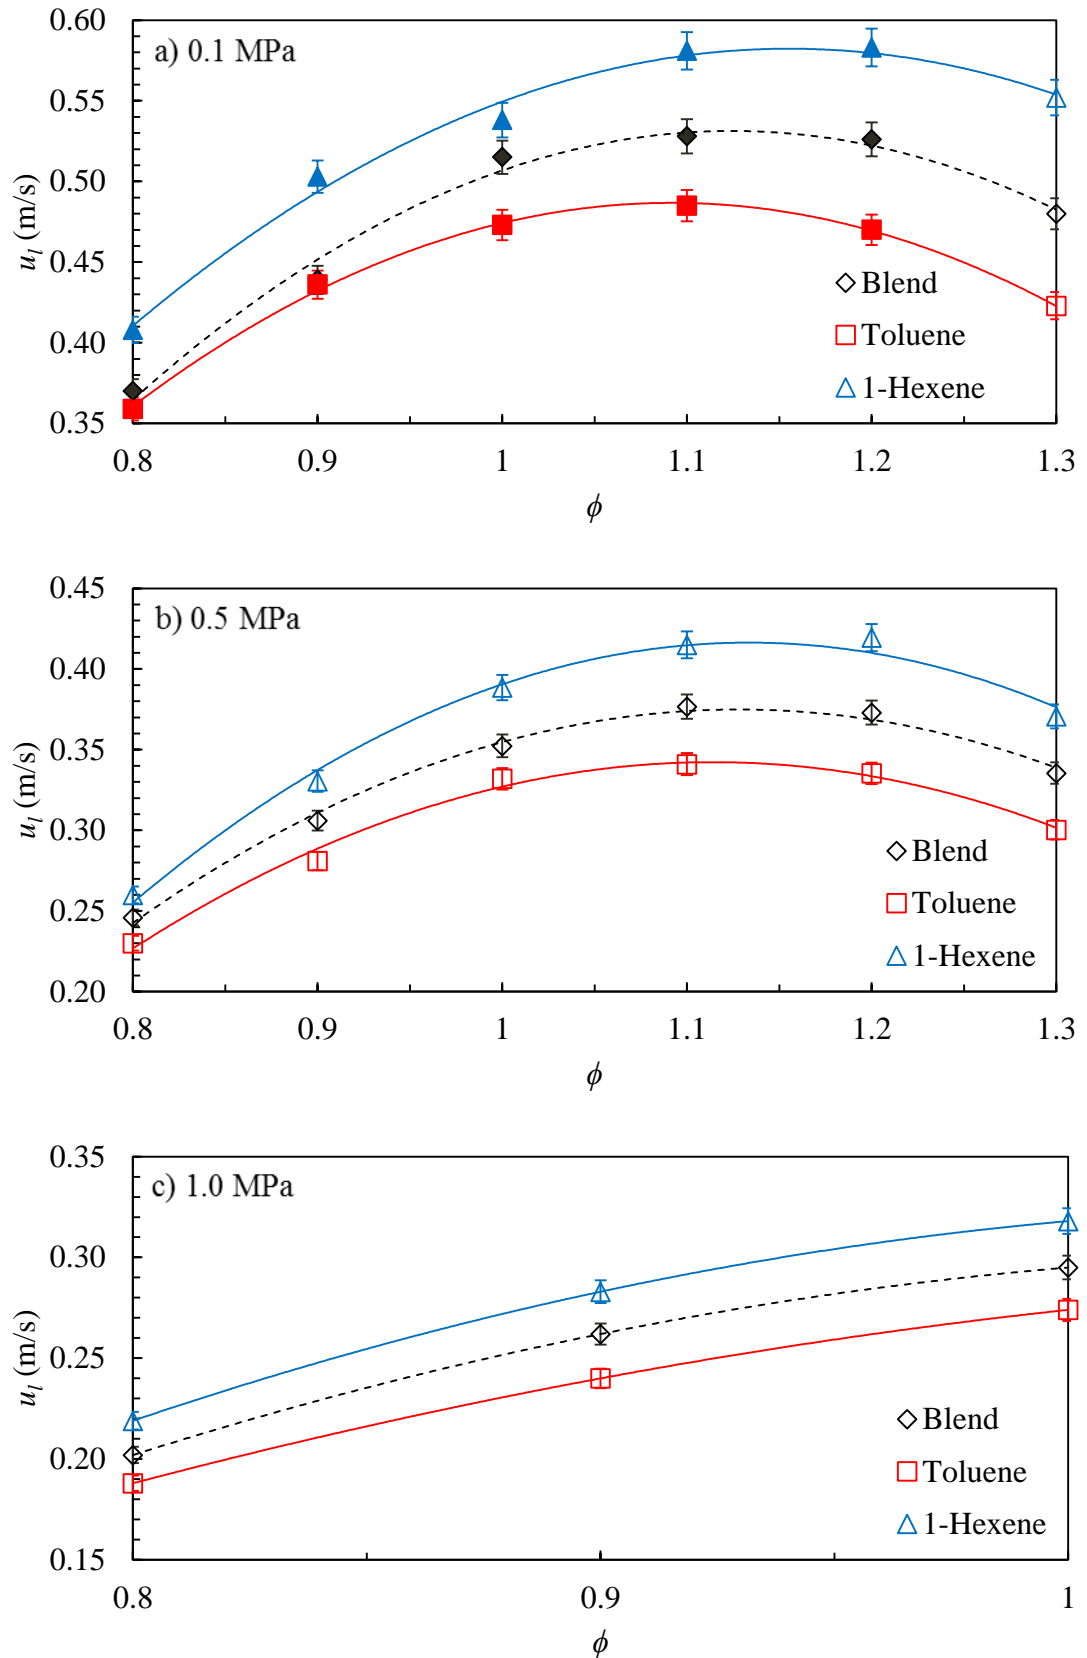 a) 0.1 MPa
0.60
0.55
0.50
0.45
0.40
0.35
u_l (m/s)
Blend
Toluene
1-Hexene
0.8 0.9 1 1.1 1.2 1.3
ϕ
b) 0.5 MPa
0.45
0.40
0.35
0.30
0.25
0.20
u_l (m/s)
Blend
Toluene
1-Hexene
0.8 0.9 1 1.1 1.2 1.3
ϕ
c) 1.0 MPa
0.35
0.30
0.25
0.20
0.15
u_l (m/s)
Blend
Toluene
1-Hexene
0.8 0.9 1
ϕ